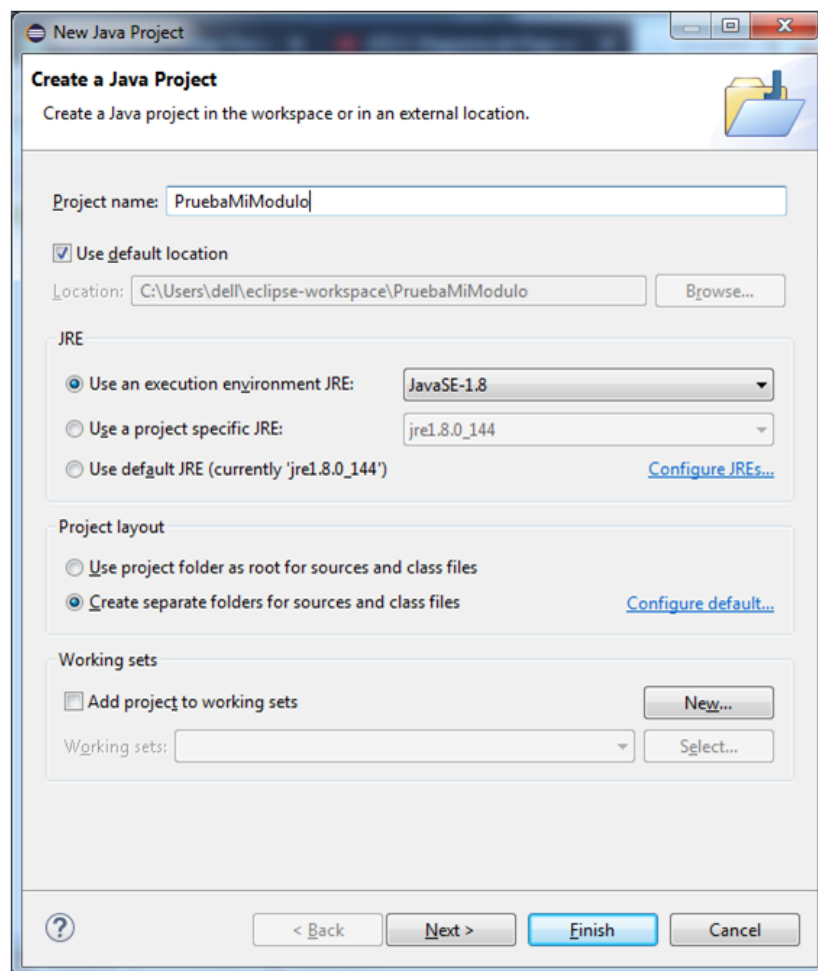 New Java Project
Create a Java Project
Create a Java project in the workspace or in an external location.
Project name: PruebaMiModulo
Use default location
Location: C:\Users\dell\eclipse-workspace\PruebaMiModulo Browse...
JRE
Use an execution environment JRE: JavaSE-1.8
Use a project specific JRE: jre1.8.0_144
Use default JRE (currently 'jre1.8.0_144') Configure JREs...
Project layout
Use project folder as root for sources and class files
Create separate folders for sources and class files Configure default...
Working sets
Add project to working sets New...
Working sets: Select...
? < Back Next > Finish Cancel